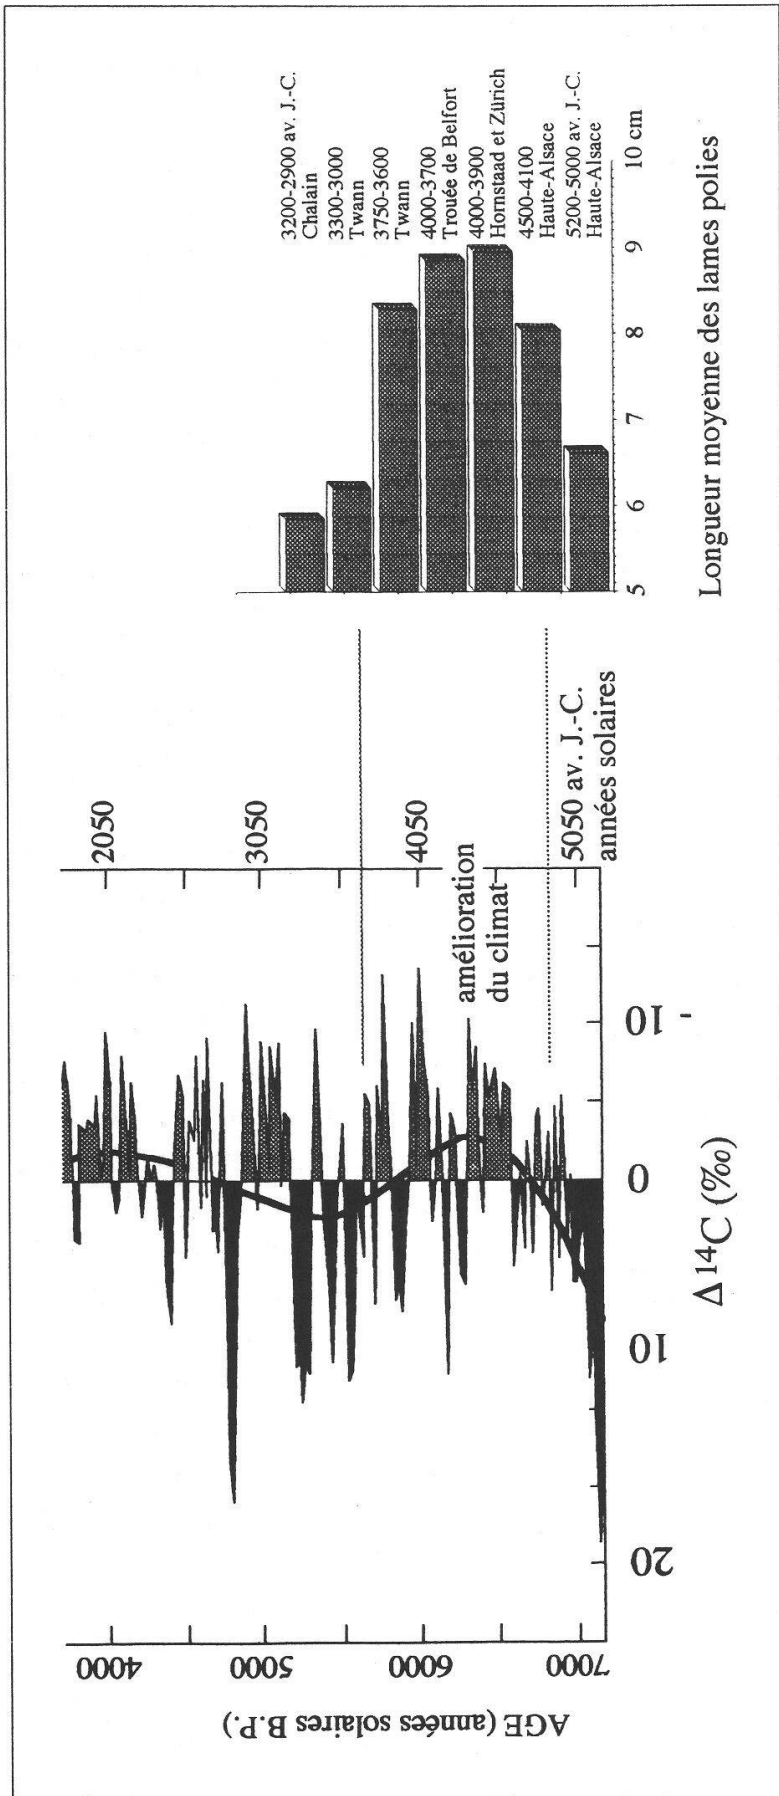 AGE (années solaires B.P.)
4000
5000
6000
7000
20
10
0
- 10
Δ¹⁴C (‰)
2050
3050
4050
5050 av. J.-C.
années solaires
amélioration
du climat
3200-2900 av. J.-C.
Chalain
3300-3000
Twann
3750-3600
Twann
4000-3700
Trouée de Belfort
4000-3900
Hornstaad et Zürich
4500-4100
Haute-Alsace
5200-5000 av. J.-C.
Haute-Alsace
5
6
7
8
9
10 cm
Longueur moyenne des lames polies